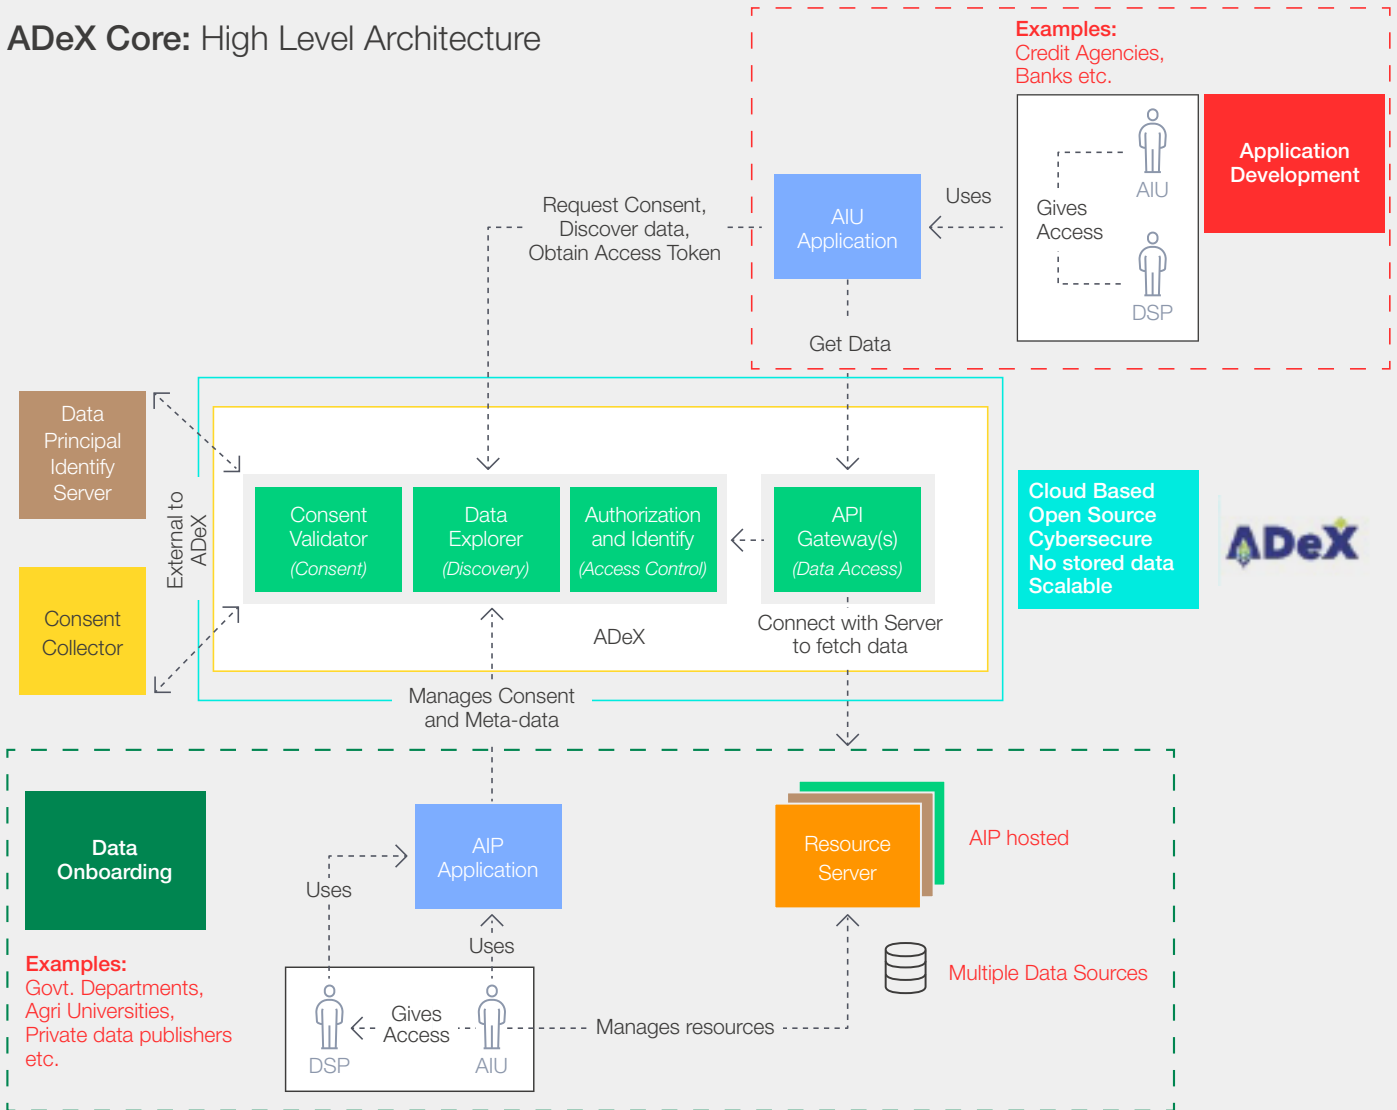 ADeX Core: High Level Architecture
Examples:
Credit Agencies,
Banks etc.
Application
Development
AIU
Gives
Access
DSP
Uses
AIU
Application
Request Consent,
Discover data,
Obtain Access Token
Get Data
Data
Principal
Identify
Server
External to
ADeX
Consent
Collector
Consent
Validator
(Consent)
Data
Explorer
(Discovery)
Authorization
and Identify
(Access Control)
API
Gateway(s)
(Data Access)
ADeX
Connect with Server
to fetch data
Cloud Based
Open Source
Cybersecure
No stored data
Scalable
ADeX
Manages Consent
and Meta-data
Data
Onboarding
Examples:
Govt. Departments,
Agri Universities,
Private data publishers
etc.
Uses
AIP
Application
Uses
DSP
Gives
Access
AIU
Manages resources
Resource
Server
AIP hosted
Multiple Data Sources